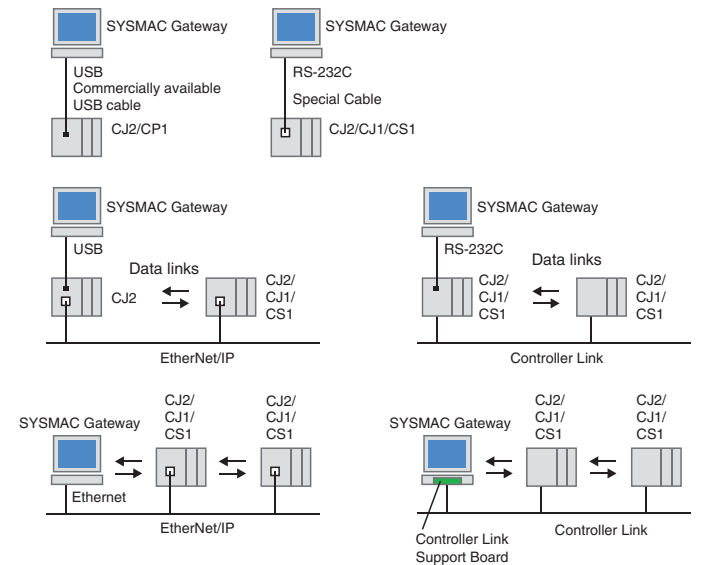 SYSMAC Gateway
USB
Commercially available
USB cable
CJ2/CP1
SYSMAC Gateway
RS-232C
Special Cable
CJ2/CJ1/CS1
SYSMAC Gateway
USB
Data links
CJ2
CJ2/
CJ1/
CS1
EtherNet/IP
SYSMAC Gateway
RS-232C
Data links
CJ2/
CJ1/
CS1
CJ2/
CJ1/
CS1
Controller Link
SYSMAC Gateway
CJ2/
CJ1/
CS1
CJ2/
CJ1/
CS1
Ethernet
EtherNet/IP
SYSMAC Gateway
CJ2/
CJ1/
CS1
CJ2/
CJ1/
CS1
Controller Link
Controller Link
Support Board